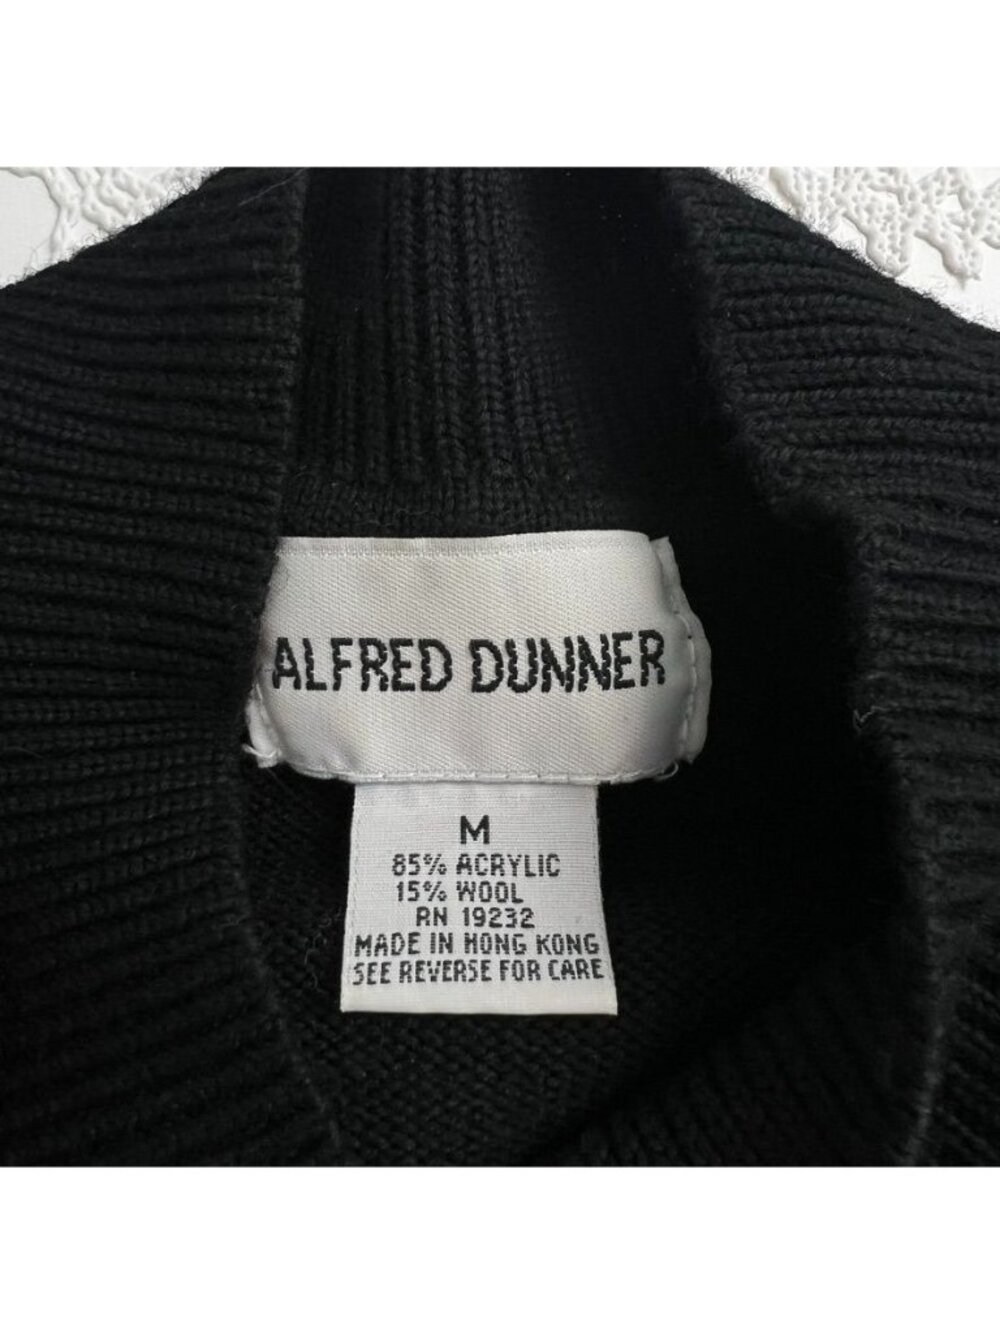 ALFRED DUNNER
M
85% ACRYLIC
15% WOOL
RN 19232
MADE IN HONG KONG
SEE REVERSE FOR CARE